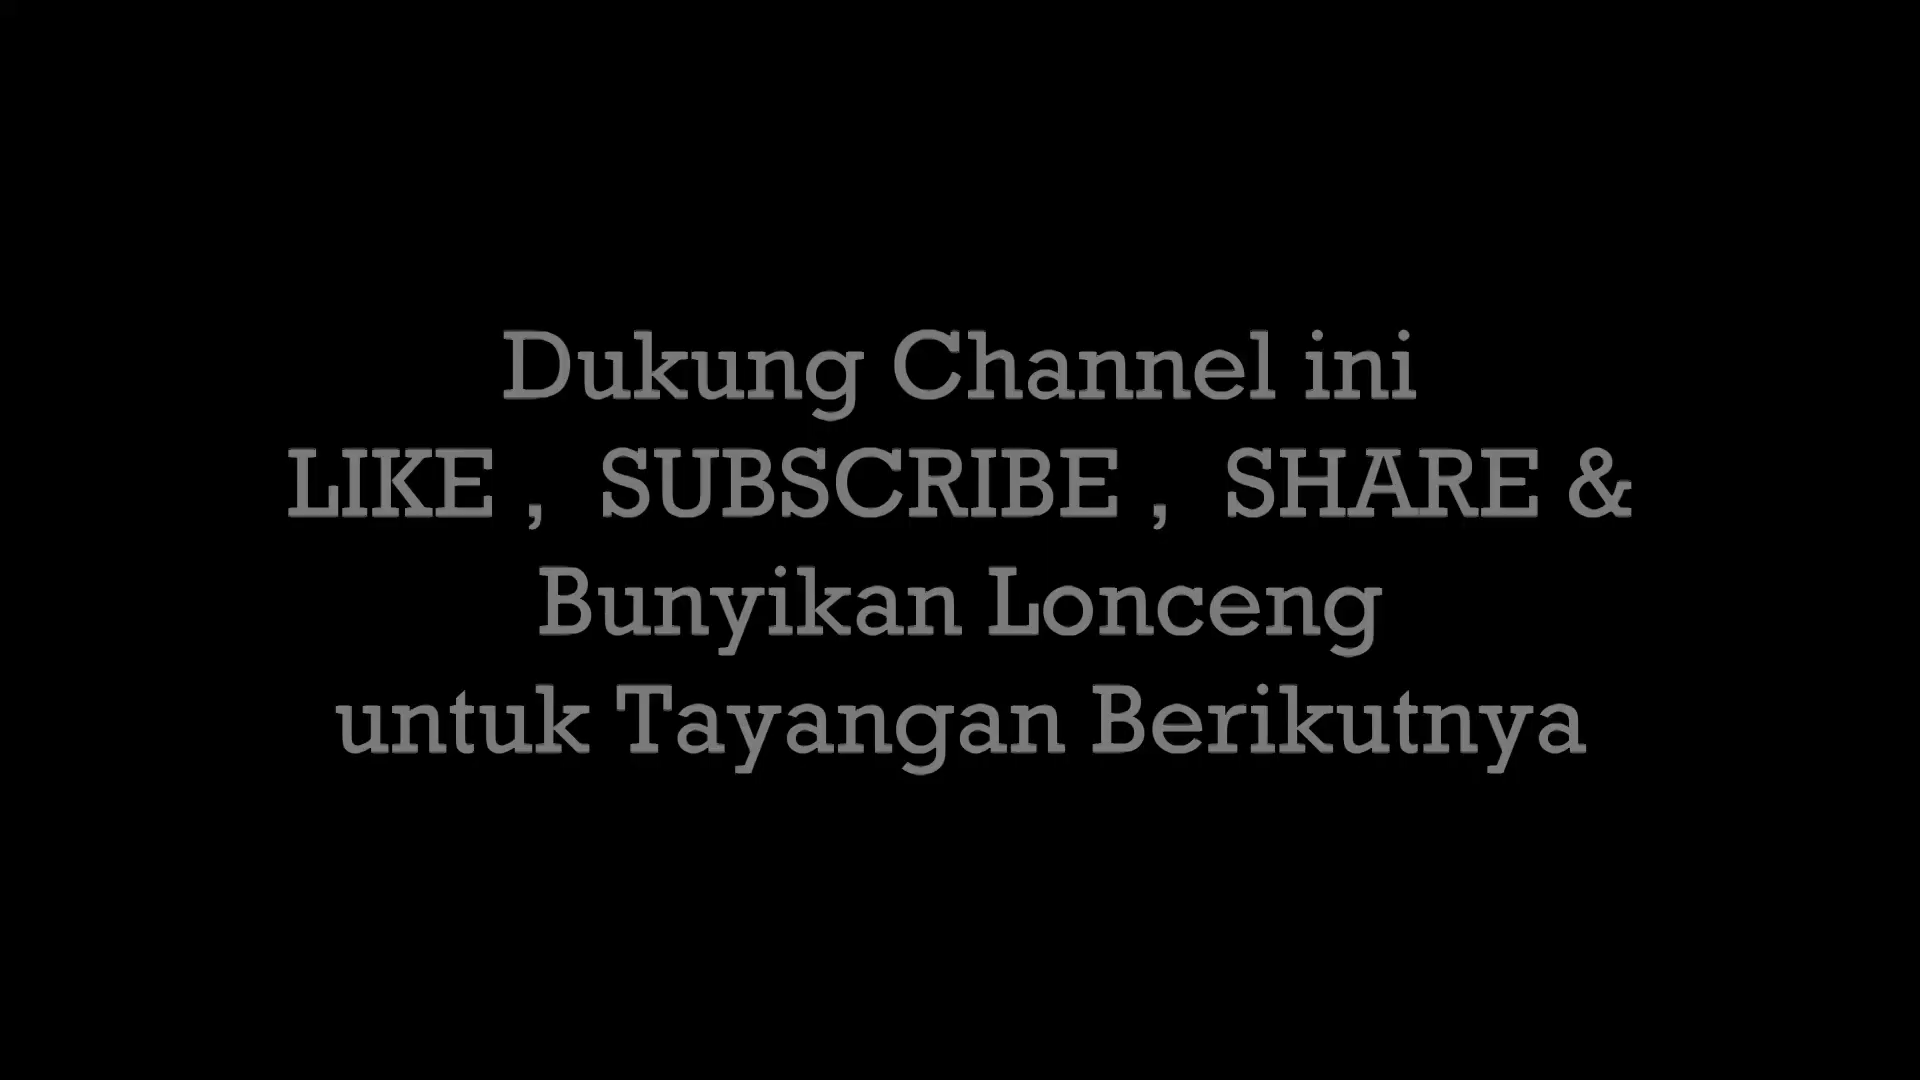 Dukung Channel ini
LIKE , SUBSCRIBE , SHARE &
Bunyikan Lonceng
untuk Tayangan Berikutnya